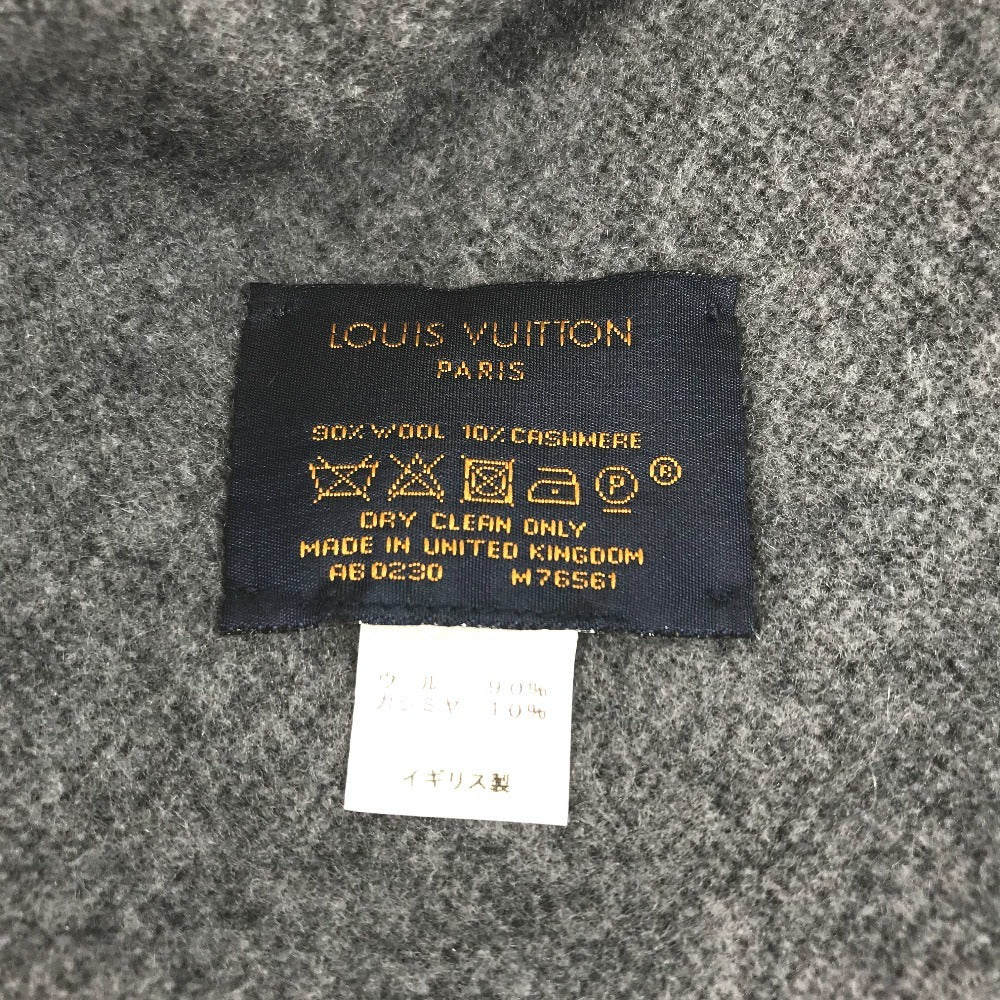 LOUIS VUITTON
PARIS
90% WOOL 10% CASHMERE
P ®
DRY CLEAN ONLY
MADE IN UNITED KINGDOM
AB0230 M76561
ウール 90%
カシミヤ 10%
イギリス製